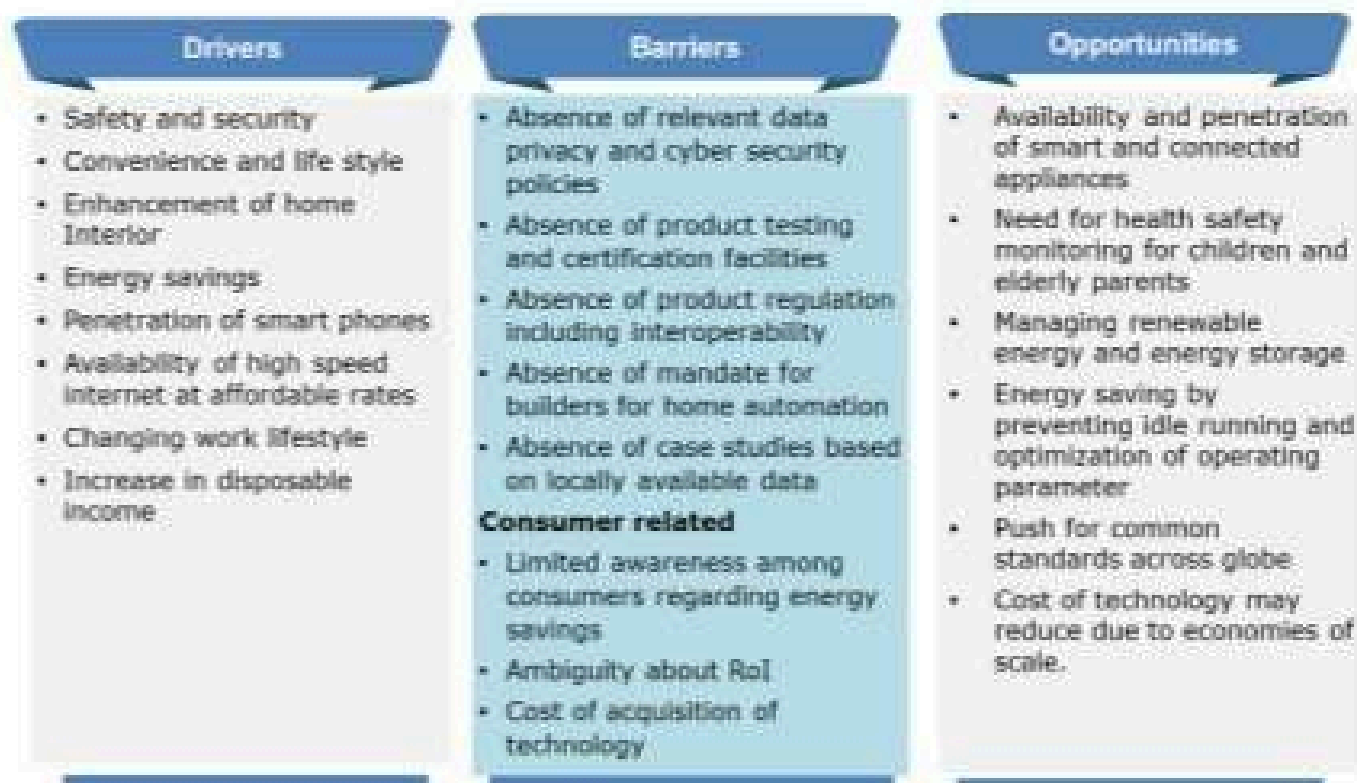 Drivers
• Safety and security
• Convenience and life style
• Enhancement of home
Interior
• Energy savings
• Penetration of smart phones
• Availability of high speed
internet at affordable rates
• Changing work lifestyle
• Increase in disposable
income
Barriers
• Absence of relevant data
privacy and cyber security
policies
• Absence of product testing
and certification facilities
• Absence of product regulation
including interoperability
• Absence of mandate for
builders for home automation
• Absence of case studies based
on locally available data
Consumer related
• Limited awareness among
consumers regarding energy
savings
• Ambiguity about RoI
• Cost of acquisition of
technology
Opportunities
• Availability and penetration
of smart and connected
appliances
• Need for health safety
monitoring for children and
elderly parents
• Managing renewable
energy and energy storage
• Energy saving by
preventing idle running and
optimization of operating
parameter
• Push for common
standards across globe
• Cost of technology may
reduce due to economies of
scale.